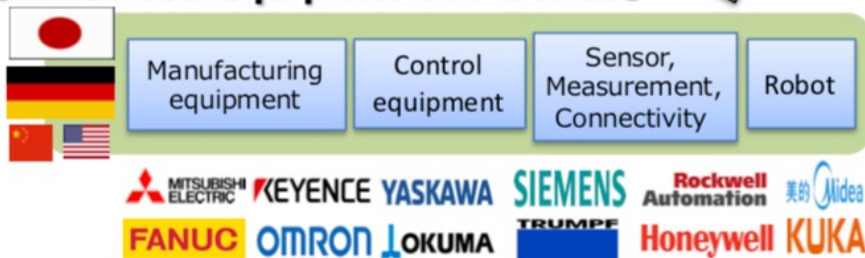 Manufacturing
equipment
Control
equipment
Sensor,
Measurement,
Connectivity
Robot
MITSUBISHI
ELECTRIC
KEYENCE
YASKAWA
SIEMENS
Rockwell
Automation
美的 Midea
FANUC
OMRON
OKUMA
TRUMPF
Honeywell
KUKA